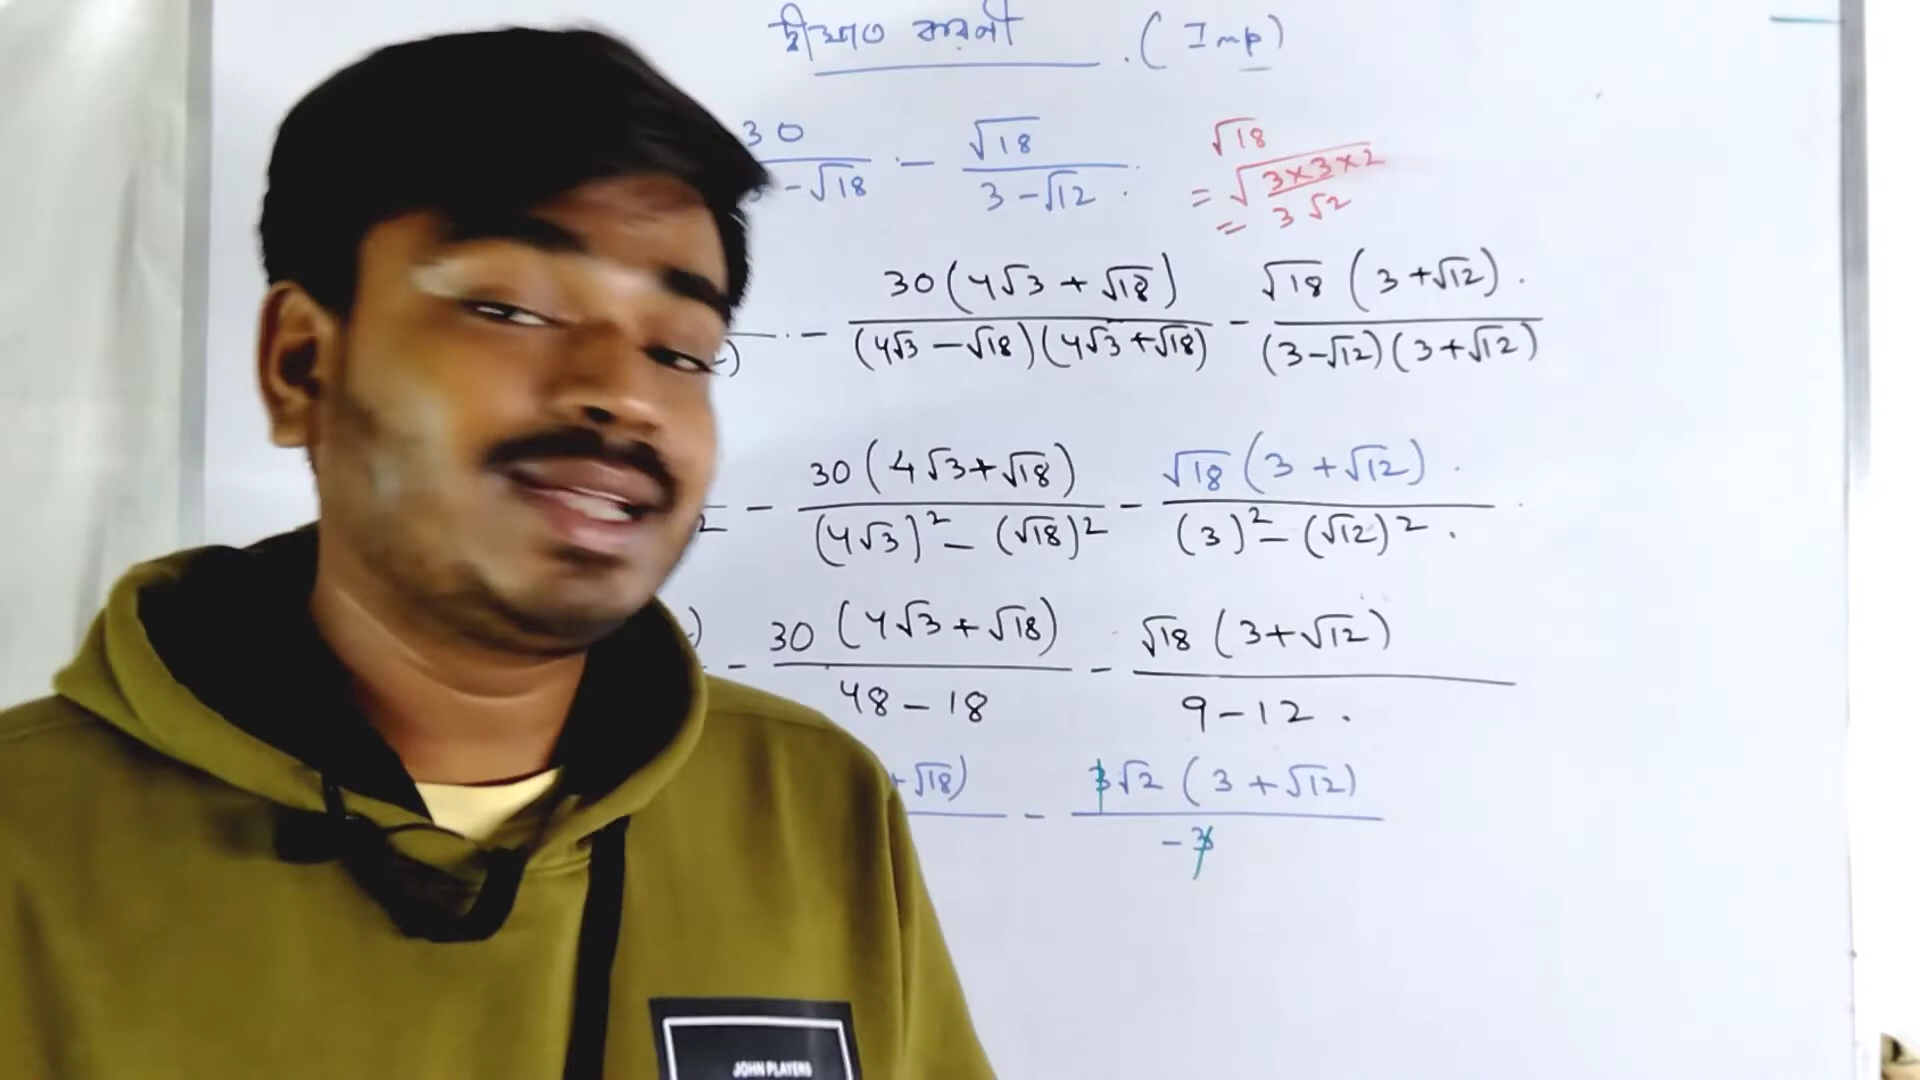 দ্বিঘাত করণী . (Imp)
30 / - √18 - √18 / 3 - √12 .
√18
= √3×3×2
= 3√2
- 30(4√3 + √18) / (4√3 - √18)(4√3 + √18) - √18 (3 + √12) . / (3 - √12)(3 + √12)
2 - 30(4√3 + √18) / (4√3)² - (√18)² - √18 (3 + √12) . / (3)² - (√12)² .
) - 30 (4√3 + √18) / 48 - 18 - √18 (3 + √12) / 9 - 12 .
+ √18) - 3√2 (3 + √12) / -3
JOHN PLAYERS